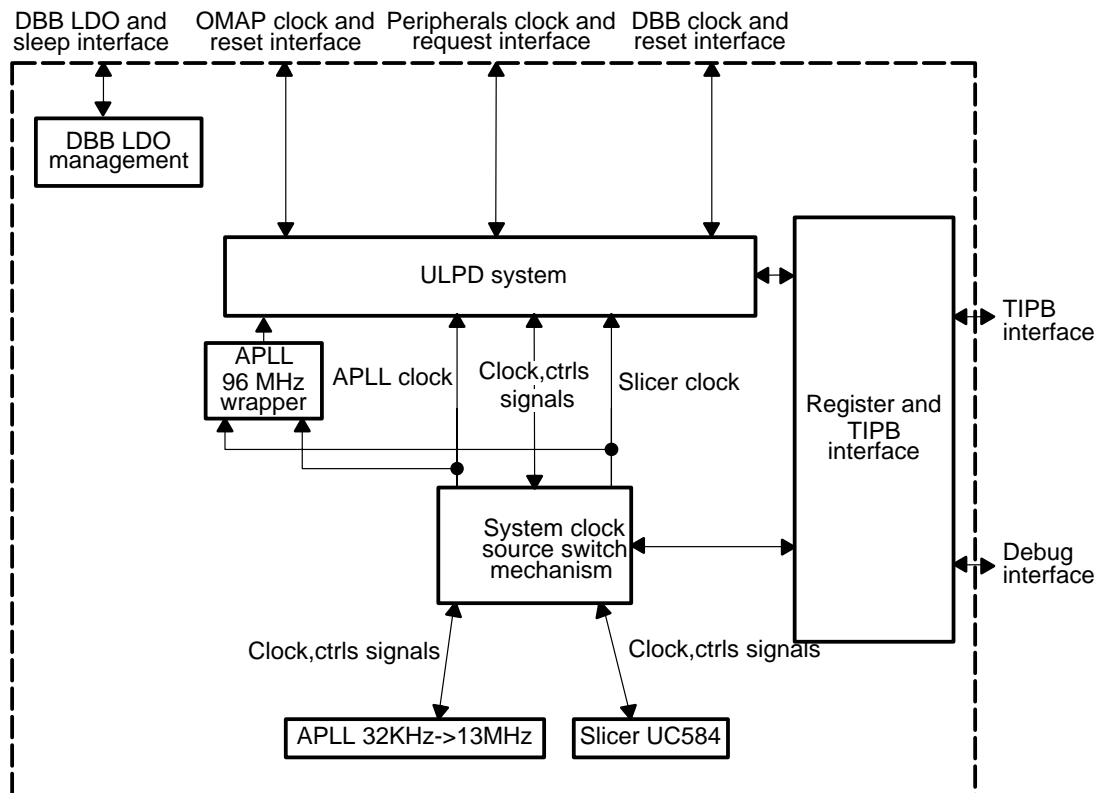 DBB LDO and
sleep interface
OMAP clock and
reset interface
Peripherals clock and
request interface
DBB clock and
reset interface
DBB LDO
management
ULPD system
TIPB
interface
APLL
96 MHz
wrapper
APLL clock
Clock,ctrls
signals
Slicer clock
Register and
TIPB
interface
System clock
source switch
mechanism
Debug
interface
Clock,ctrls signals
Clock,ctrls signals
APLL 32KHz->13MHz
Slicer UC584